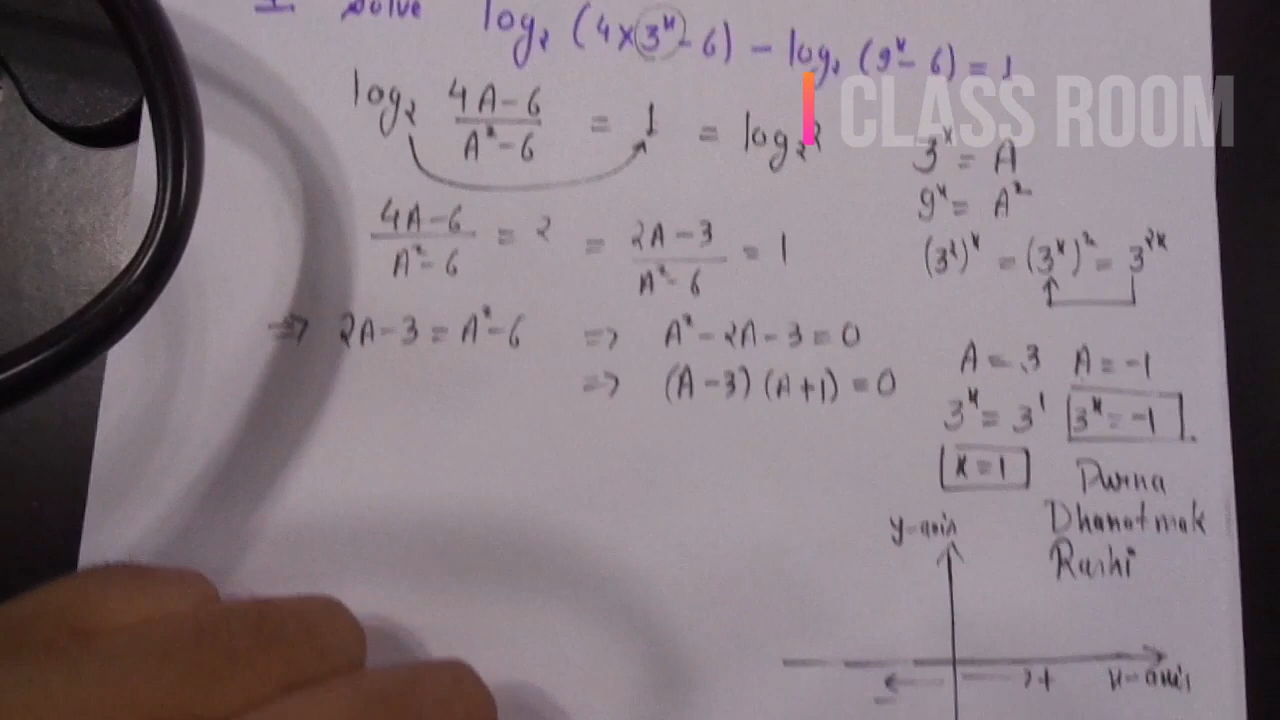 1. Solve log₂ (4×3ˣ-6) - log₂ (9ˣ-6) = 1
CLASS ROOM
log₂ (4A-6)/(A²-6) = 1 = log₂2
3ˣ = A
9ˣ = A²
(4A-6)/(A²-6) = 2 = (2A-3)/(A²-6) = 1
(3²)ˣ = (3ˣ)² = 3²ˣ
=> 2A-3 = A²-6 => A²-2A-3=0
=> (A-3)(A+1)=0
A = 3 A = -1
3ˣ = 3¹ 3ˣ = -1
x = 1
Purna
Dhanatmak
Rashi
y-axis
x-axis
- +